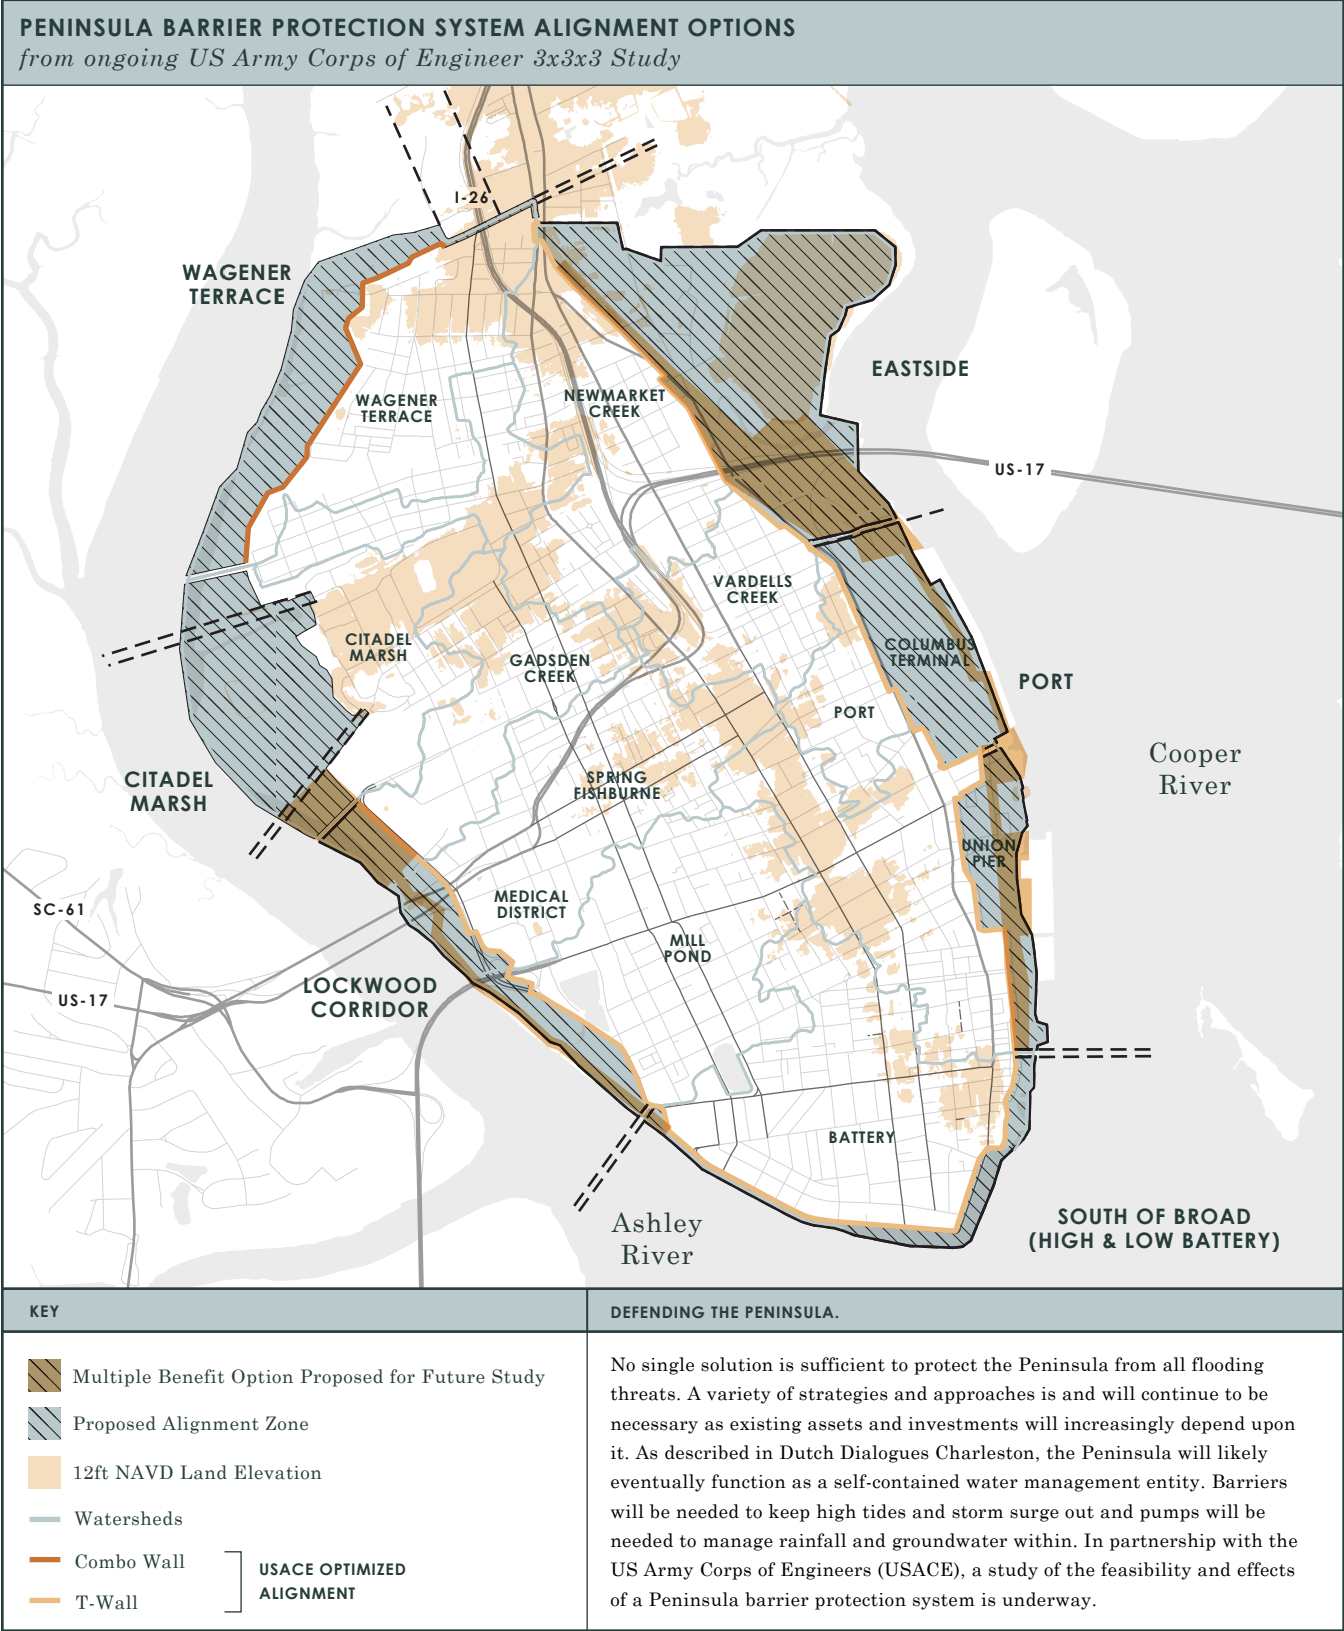 PENINSULA BARRIER PROTECTION SYSTEM ALIGNMENT OPTIONS
from ongoing US Army Corps of Engineer 3x3x3 Study
I-26
WAGENER
TERRACE
EASTSIDE
WAGENER
TERRACE
NEWMARKET
CREEK
US-17
VARDELLS
CREEK
CITADEL
MARSH
GADSDEN
CREEK
COLUMBUS
TERMINAL
PORT
PORT
Cooper
River
CITADEL
MARSH
SPRING
FISHBURNE
UNION
PIER
SC-61
MEDICAL
DISTRICT
MILL
POND
LOCKWOOD
CORRIDOR
US-17
BATTERY
Ashley
River
SOUTH OF BROAD
(HIGH & LOW BATTERY)
KEY
Multiple Benefit Option Proposed for Future Study
Proposed Alignment Zone
12ft NAVD Land Elevation
Watersheds
Combo Wall
T-Wall
USACE OPTIMIZED
ALIGNMENT
DEFENDING THE PENINSULA.
No single solution is sufficient to protect the Peninsula from all flooding
threats. A variety of strategies and approaches is and will continue to be
necessary as existing assets and investments will increasingly depend upon
it. As described in Dutch Dialogues Charleston, the Peninsula will likely
eventually function as a self-contained water management entity. Barriers
will be needed to keep high tides and storm surge out and pumps will be
needed to manage rainfall and groundwater within. In partnership with the
US Army Corps of Engineers (USACE), a study of the feasibility and effects
of a Peninsula barrier protection system is underway.